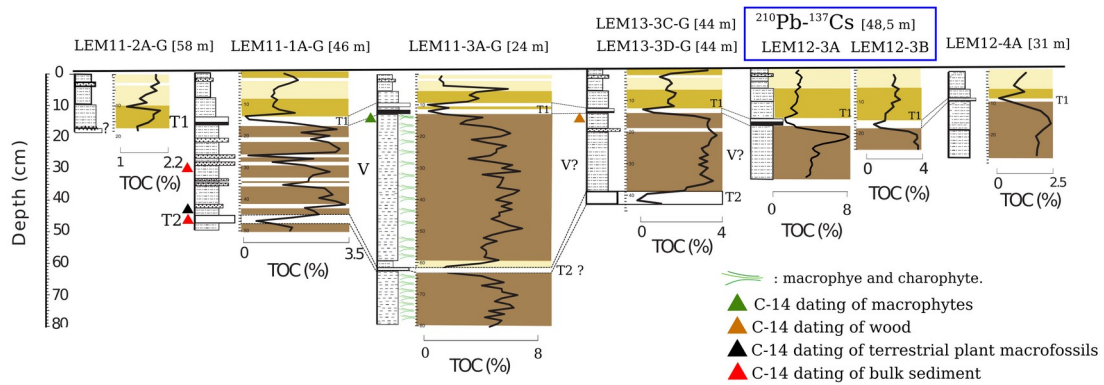 LEM13-3C-G [44 m]
²¹⁰Pb-¹³⁷Cs [48,5 m]
LEM11-2A-G [58 m]
LEM11-1A-G [46 m]
LEM11-3A-G [24 m]
LEM13-3D-G [44 m]
LEM12-3A
LEM12-3B
LEM12-4A [31 m]
Depth (cm)
0
10
20
30
40
50
60
70
80
?
T1
1
2.2
TOC (%)
T2
T1
V
0
3.5
TOC (%)
T2 ?
0
8
TOC (%)
V?
T1
T2
0
4
TOC (%)
V?
T1
0
8
TOC (%)
0
4
TOC (%)
T1
0
2.5
TOC (%)
: macrophye and charophyte.
C-14 dating of macrophytes
C-14 dating of wood
C-14 dating of terrestrial plant macrofossils
C-14 dating of bulk sediment